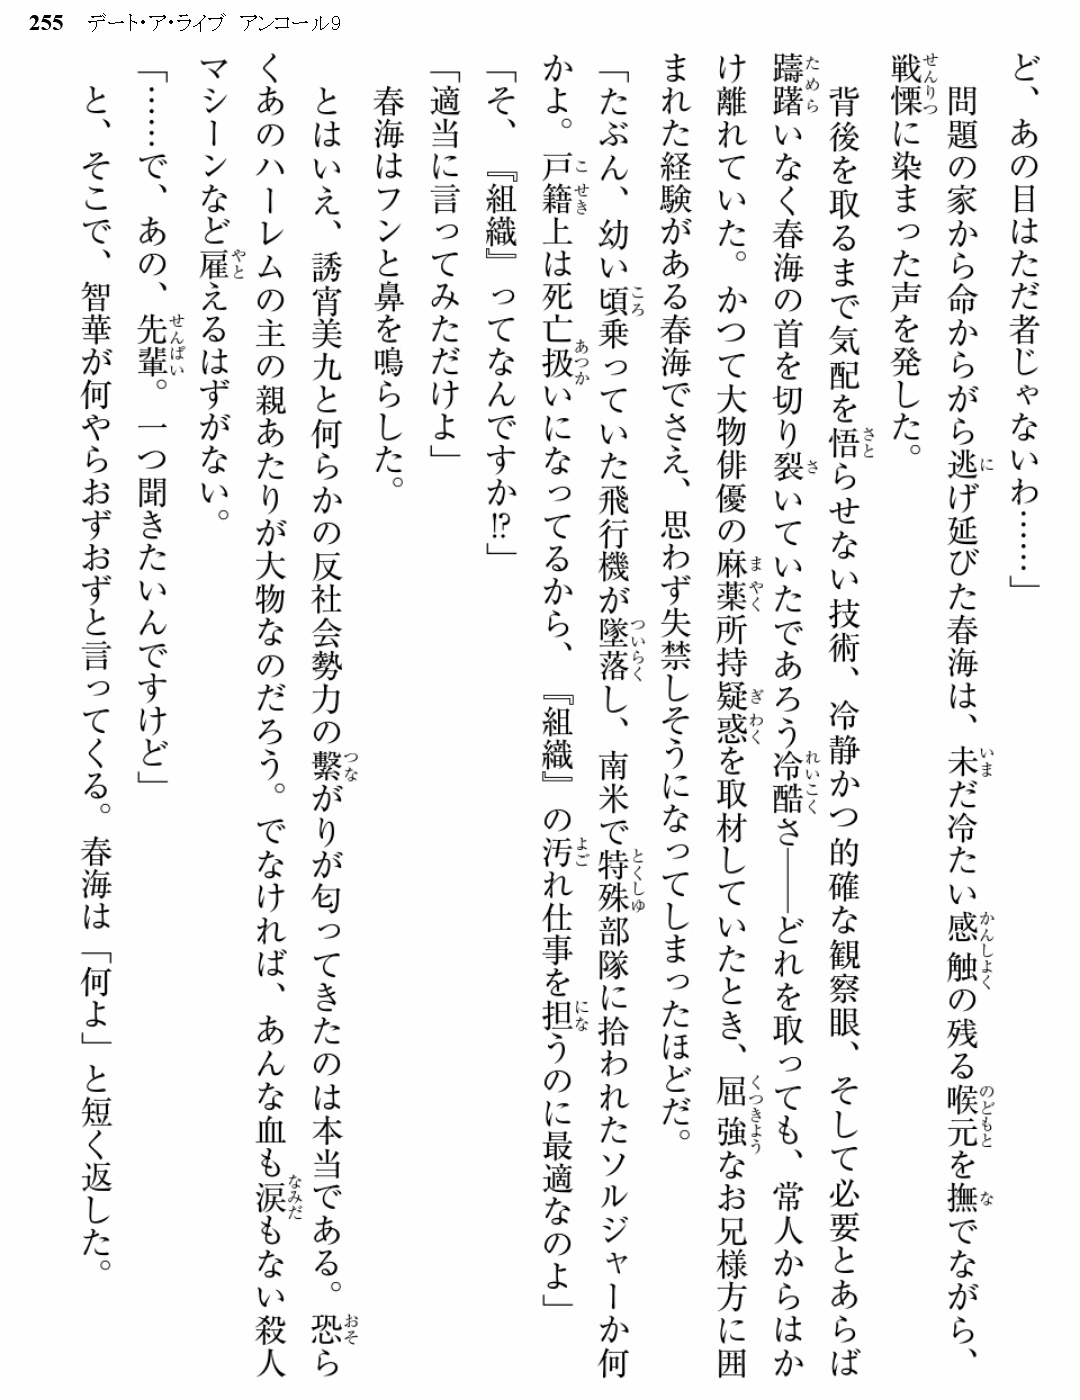 255 デート・ア・ライブ アンコール9
ど、あの目はただ者じゃないわ……」
問題の家から命からがら逃げ延びた春海は、未だ冷たい感触の残る喉元を撫でながら、
戦慄に染まった声を発した。
背後を取るまで気配を悟らせない技術、冷静かつ的確な観察眼、そして必要とあらば
躊躇いなく春海の首を切り裂いていたであろう冷酷さ――どれを取っても、常人からはか
け離れていた。かつて大物俳優の麻薬所持疑惑を取材していたとき、屈強なお兄様方に囲
まれた経験がある春海でさえ、思わず失禁しそうになってしまったほどだ。
「たぶん、幼い頃乗っていた飛行機が墜落し、南米で特殊部隊に拾われたソルジャーか何
かよ。戸籍上は死亡扱いになってるから、『組織』の汚れ仕事を担うのに最適なのよ」
「そ、『組織』ってなんですか!?」
「適当に言ってみただけよ」
春海はフンと鼻を鳴らした。
とはいえ、誘宵美九と何らかの反社会勢力の繋がりが匂ってきたのは本当である。恐ら
くあのハーレムの主の親あたりが大物なのだろう。でなければ、あんな血も涙もない殺人
マシーンなど雇えるはずがない。
「……で、あの、先輩。一つ聞きたいんですけど」
と、そこで、智華が何やらおずおずと言ってくる。春海は「何よ」と短く返した。